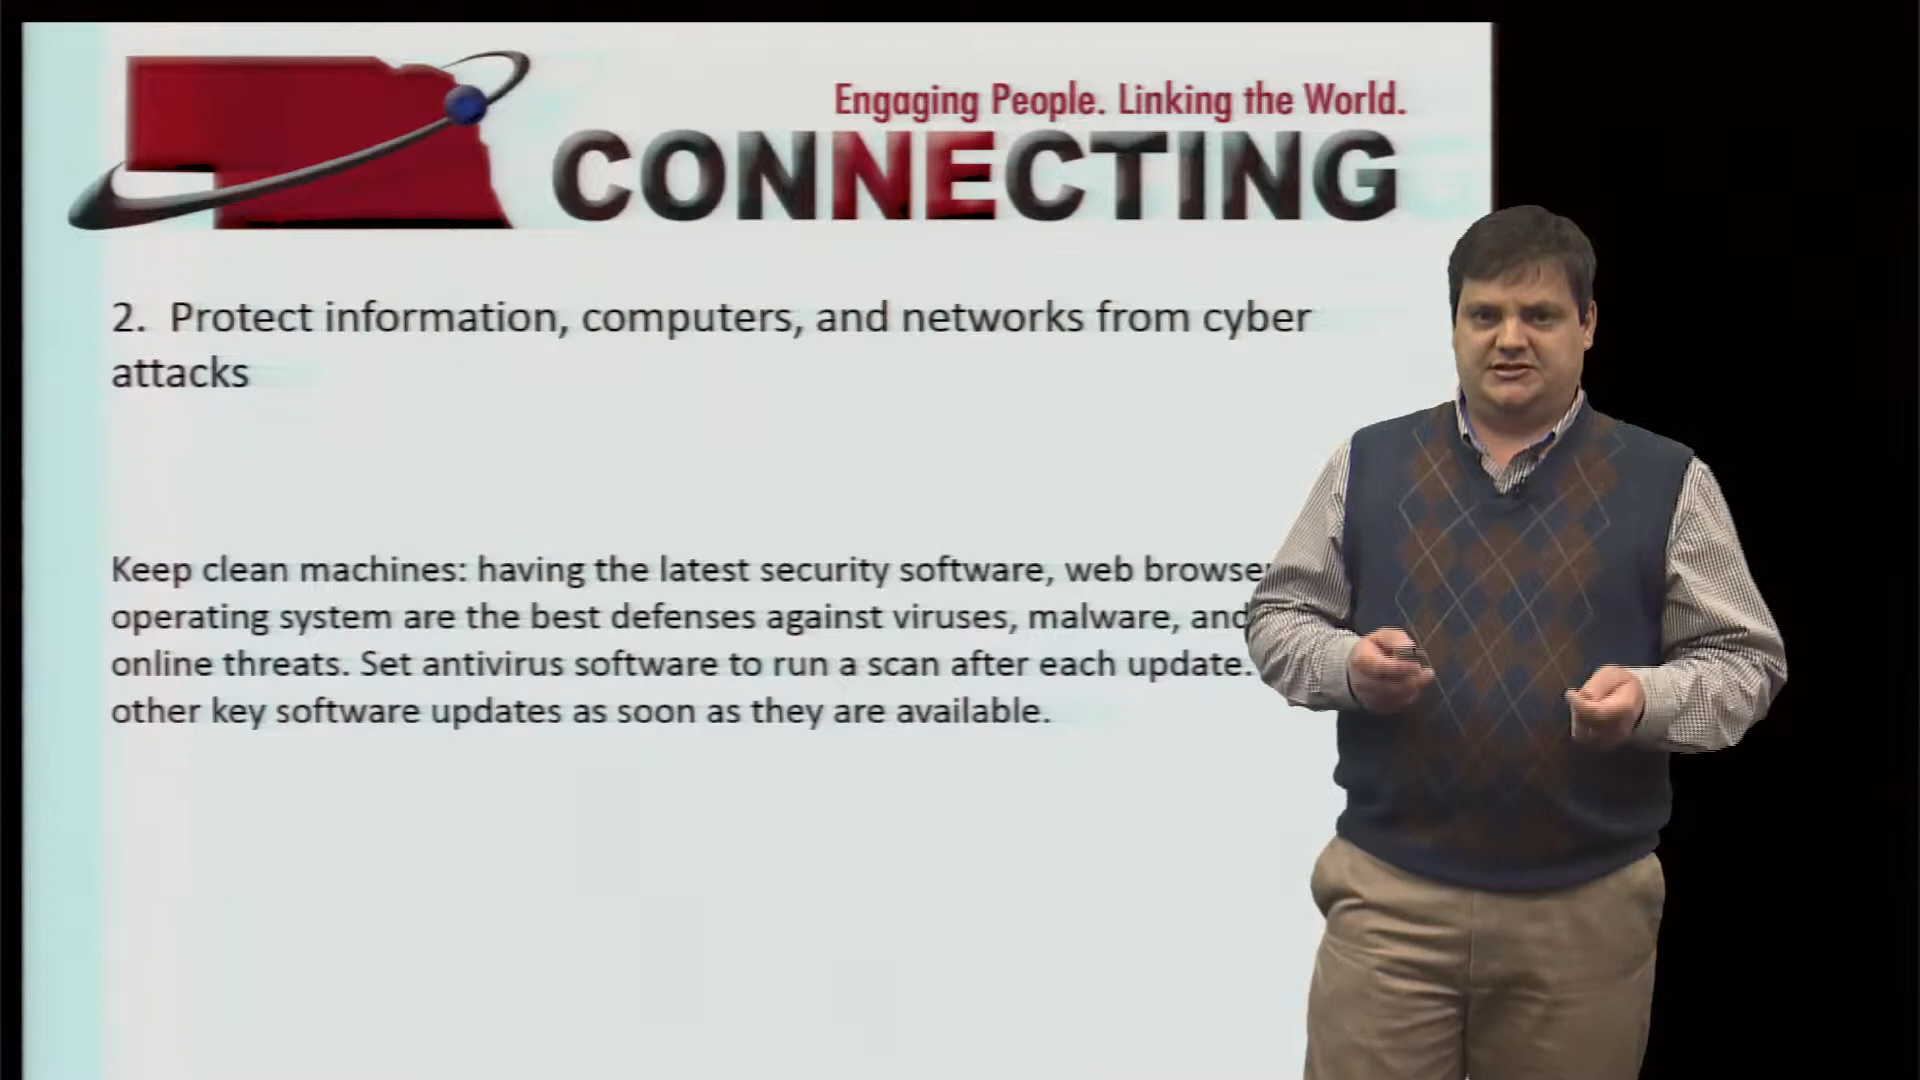 Engaging People. Linking the World.
CONNECTING
2. Protect information, computers, and networks from cyber
attacks
Keep clean machines: having the latest security software, web
operating system are the best defenses against viruses, malware, and
online threats. Set antivirus software to run a scan after each update.
other key software updates as soon as they are available.